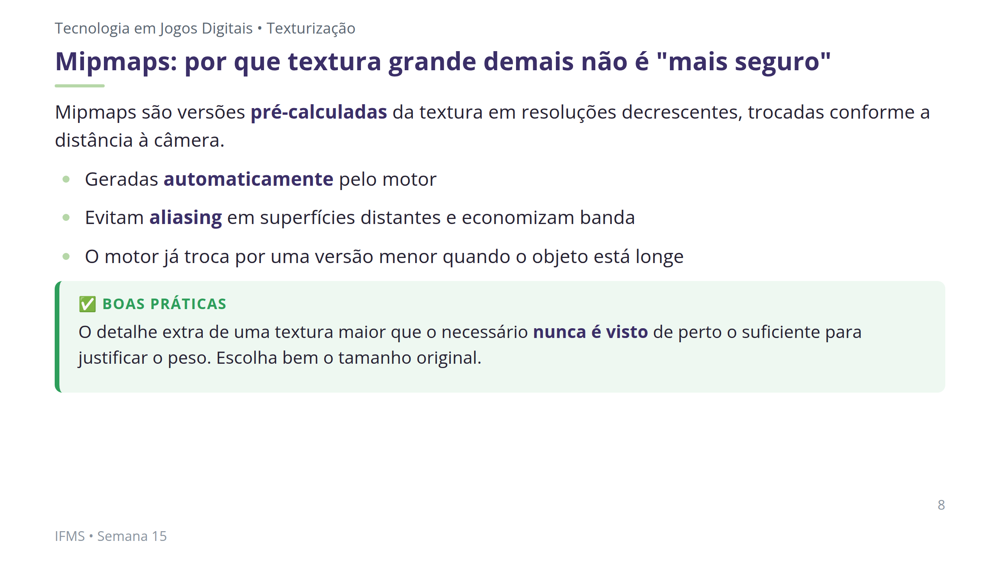 Tecnologia em Jogos Digitais • Texturização
Mipmaps: por que textura grande demais não é "mais seguro"
Mipmaps são versões pré-calculadas da textura em resoluções decrescentes, trocadas conforme a
distância à câmera.
• Geradas automaticamente pelo motor
• Evitam aliasing em superfícies distantes e economizam banda
• O motor já troca por uma versão menor quando o objeto está longe
✅ BOAS PRÁTICAS
O detalhe extra de uma textura maior que o necessário nunca é visto de perto o suficiente para
justificar o peso. Escolha bem o tamanho original.
8
IFMS • Semana 15